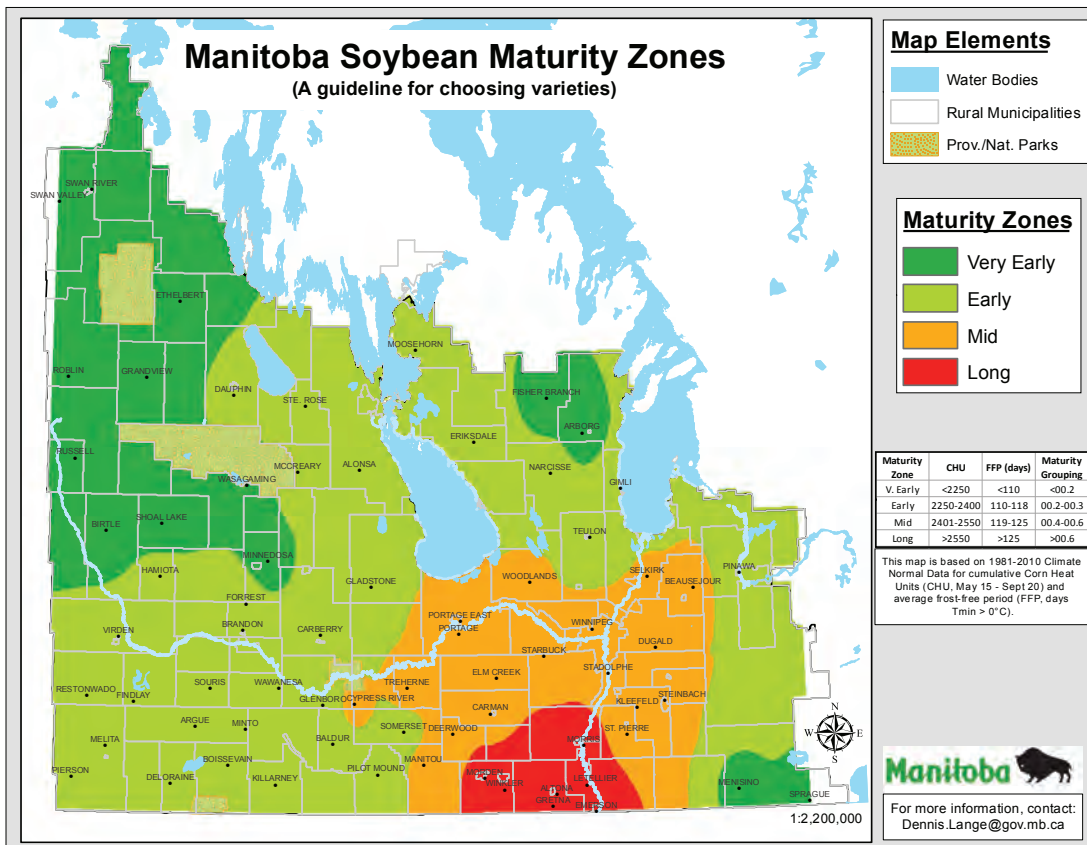 Manitoba Soybean Maturity Zones
(A guideline for choosing varieties)
SWAN RIVER
SWAN VALLEY
ETHELBERT
MOOSEHORN
ROBLIN
GRANDVIEW
DAUPHIN
STE. ROSE
FISHER BRANCH
ARBORG
ERIKSDALE
RUSSELL
MCCREARY
ALONSA
NARCISSE
WASAGAMING
GIMLI
BIRTLE
SHOAL LAKE
TEULON
MINNEDOSA
HAMIOTA
GLADSTONE
WOODLANDS
SELKIRK
BEAUSEJOUR
PINAWA
FORREST
PORTAGE EAST
PORTAGE
VIRDEN
BRANDON
CARBERRY
WINNIPEG
DUGALD
STARBUCK
STADOLPHE
RESTONWADO
FINDLAY
SOURIS
WAWANESA
GLENBORO
CYPRESS RIVER
TREHERNE
ELM CREEK
STEINBACH
KLEEFELD
CARMAN
ARGUE
MINTO
SOMERSET
DEERWOOD
ST. PIERRE
MELITA
BALDUR
MORRIS
BOISSEVAIN
MANITOU
PIERSON
DELORAINE
KILLARNEY
PILOT MOUND
MORDEN
WINKLER
LETELLIER
ALTONA
GRETNA
EMERSON
MENISINO
SPRAGUE
N
W E
S
1:2,200,000
Map Elements
Water Bodies
Rural Municipalities
Prov./Nat. Parks
Maturity Zones
Very Early
Early
Mid
Long
Maturity Zone CHU FFP (days) Maturity Grouping
V. Early <2250 <110 <00.2
Early 2250-2400 110-118 00.2-00.3
Mid 2401-2550 119-125 00.4-00.6
Long >2550 >125 >00.6
This map is based on 1981-2010 Climate
Normal Data for cumulative Corn Heat
Units (CHU, May 15 - Sept 20) and
average frost-free period (FFP, days
Tmin > 0°C).
Manitoba
For more information, contact:
Dennis.Lange@gov.mb.ca